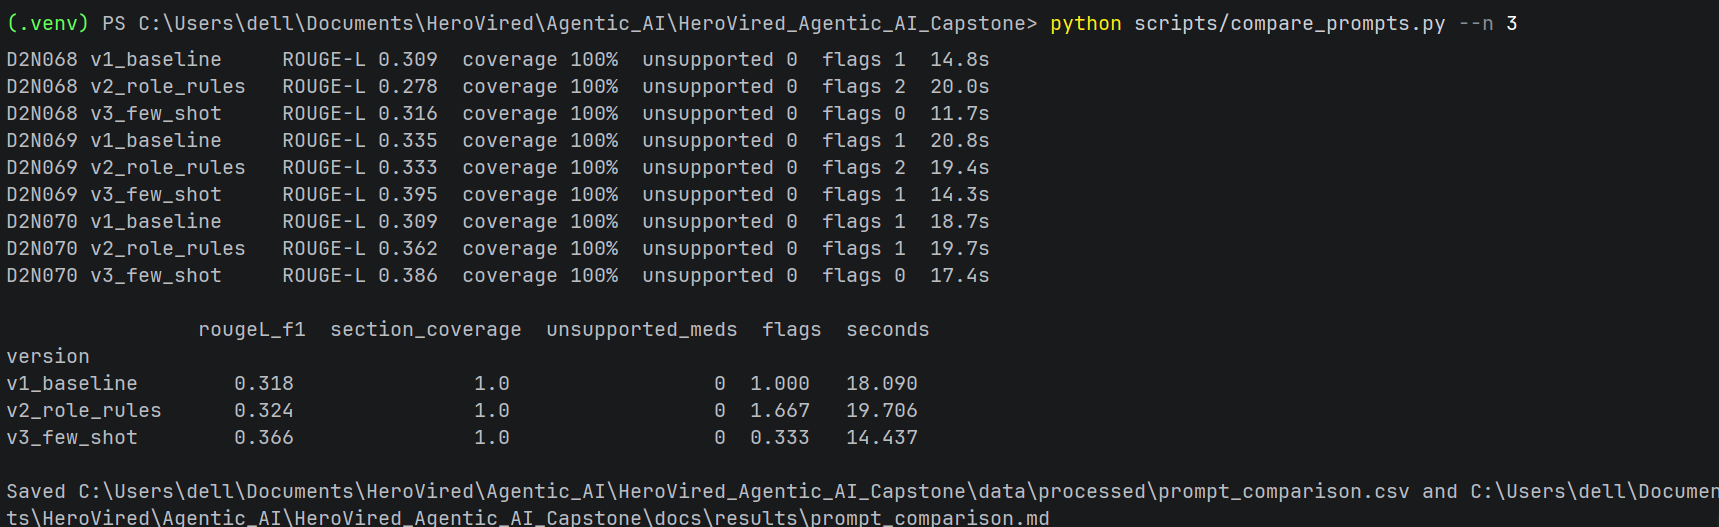 (.venv) PS C:\Users\dell\Documents\HeroVired\Agentic_AI\HeroVired_Agentic_AI_Capstone> python scripts/compare_prompts.py --n 3
D2N068 v1_baseline     ROUGE-L 0.309  coverage 100%  unsupported 0  flags 1  14.8s
D2N068 v2_role_rules   ROUGE-L 0.278  coverage 100%  unsupported 0  flags 2  20.0s
D2N068 v3_few_shot     ROUGE-L 0.316  coverage 100%  unsupported 0  flags 0  11.7s
D2N069 v1_baseline     ROUGE-L 0.335  coverage 100%  unsupported 0  flags 1  20.8s
D2N069 v2_role_rules   ROUGE-L 0.333  coverage 100%  unsupported 0  flags 2  19.4s
D2N069 v3_few_shot     ROUGE-L 0.395  coverage 100%  unsupported 0  flags 1  14.3s
D2N070 v1_baseline     ROUGE-L 0.309  coverage 100%  unsupported 0  flags 1  18.7s
D2N070 v2_role_rules   ROUGE-L 0.362  coverage 100%  unsupported 0  flags 1  19.7s
D2N070 v3_few_shot     ROUGE-L 0.386  coverage 100%  unsupported 0  flags 0  17.4s
                rougeL_f1  section_coverage  unsupported_meds  flags  seconds
version
v1_baseline        0.318               1.0                 0  1.000   18.090
v2_role_rules      0.324               1.0                 0  1.667   19.706
v3_few_shot        0.366               1.0                 0  0.333   14.437
Saved C:\Users\dell\Documents\HeroVired\Agentic_AI\HeroVired_Agentic_AI_Capstone\data\processed\prompt_comparison.csv and C:\Users\dell\Documen
ts\HeroVired\Agentic_AI\HeroVired_Agentic_AI_Capstone\docs\results\prompt_comparison.md